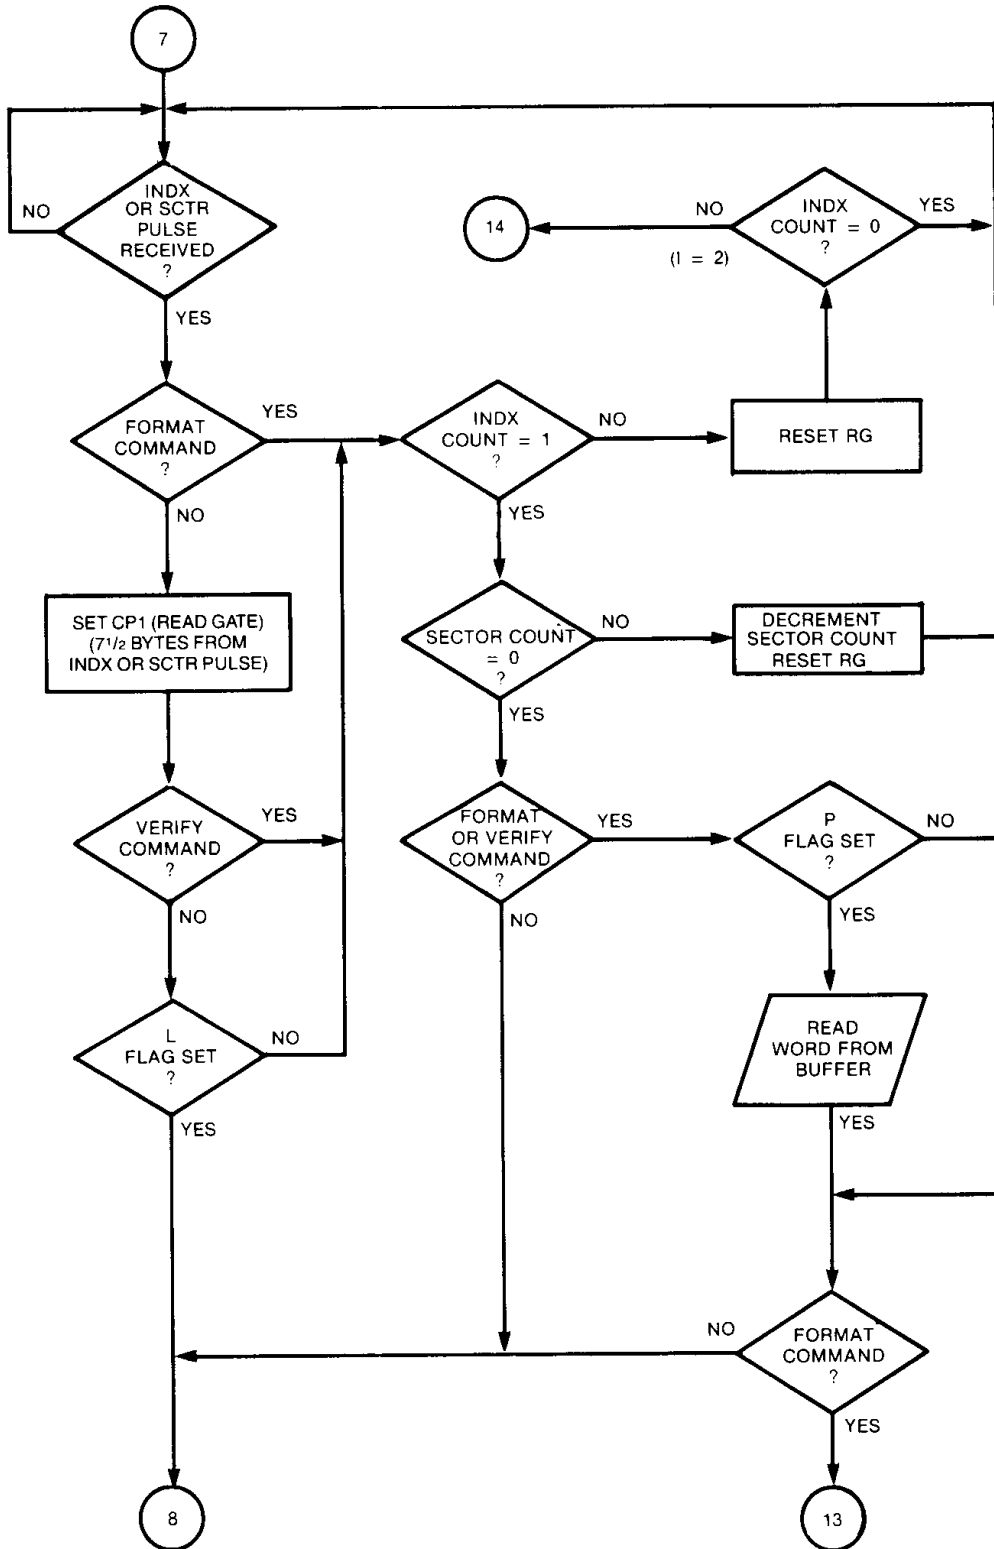 7
INDX
OR SCTR
PULSE
RECEIVED
?
NO
YES
FORMAT
COMMAND
?
YES
NO
SET CP1 (READ GATE)
(7 1/2 BYTES FROM
INDX OR SCTR PULSE)
VERIFY
COMMAND
?
YES
NO
L
FLAG SET
?
NO
YES
8
14
NO
(1 = 2)
INDX
COUNT = 0
?
YES
INDX
COUNT = 1
?
NO
YES
RESET RG
SECTOR COUNT
= 0
?
NO
YES
DECREMENT
SECTOR COUNT
RESET RG
FORMAT
OR VERIFY
COMMAND
?
YES
NO
P
FLAG SET
?
NO
YES
READ
WORD FROM
BUFFER
YES
FORMAT
COMMAND
?
NO
YES
13